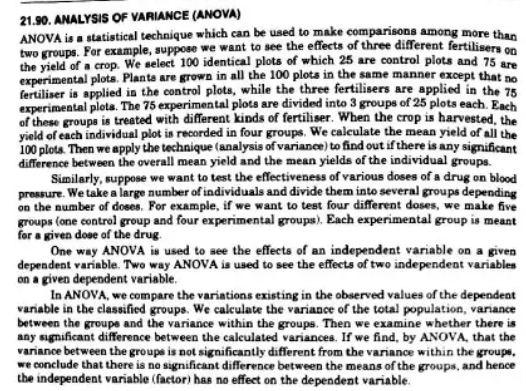 21.90. ANALYSIS OF VARIANCE (ANOVA)
ANOVA is a statistical technique which can be used to make comparisons among more than
two groups. For example, suppose we want to see the effects of three different fertilisers on
the yield of a crop. We select 100 identical plots of which 25 are control plots and 75 are
experimental plots. Plants are grown in all the 100 plots in the same manner except that no
fertiliser is applied in the control plots, while the three fertilisers are applied in the 75
experimental plots. The 75 experimental plots are divided into 3 groups of 25 plots each. Each
of these groups is treated with different kinds of fertiliser. When the crop is harvested, the
yield of each individual plot is recorded in four groups. We calculate the mean yield of all the
100 plots. Then we apply the technique (analysis of variance) to find out if there is any significant
difference between the overall mean yield and the mean yields of the individual groups.
Similarly, suppose we want to test the effectiveness of various doses of a drug on blood
pressure. We take a large number of individuals and divide them into several groups depending
on the number of doses. For example, if we want to test four different doses, we make five
groups (one control group and four experimental groups). Each experimental group is meant
for a given dose of the drug.
One way ANOVA is used to see the effects of an independent variable on a given
dependent variable. Two way ANOVA is used to see the effects of two independent variables
on a given dependent variable.
In ANOVA, we compare the variations existing in the observed values of the dependent
variable in the classified groups. We calculate the variance of the total population, variance
between the groups and the variance within the groups. Then we examine whether there is
any significant difference between the calculated variances. If we find, by ANOVA, that the
variance between the groups is not significantly different from the variance within the groups,
we conclude that there is no significant difference between the means of the groups, and hence
the independent variable (factor) has no effect on the dependent variable.